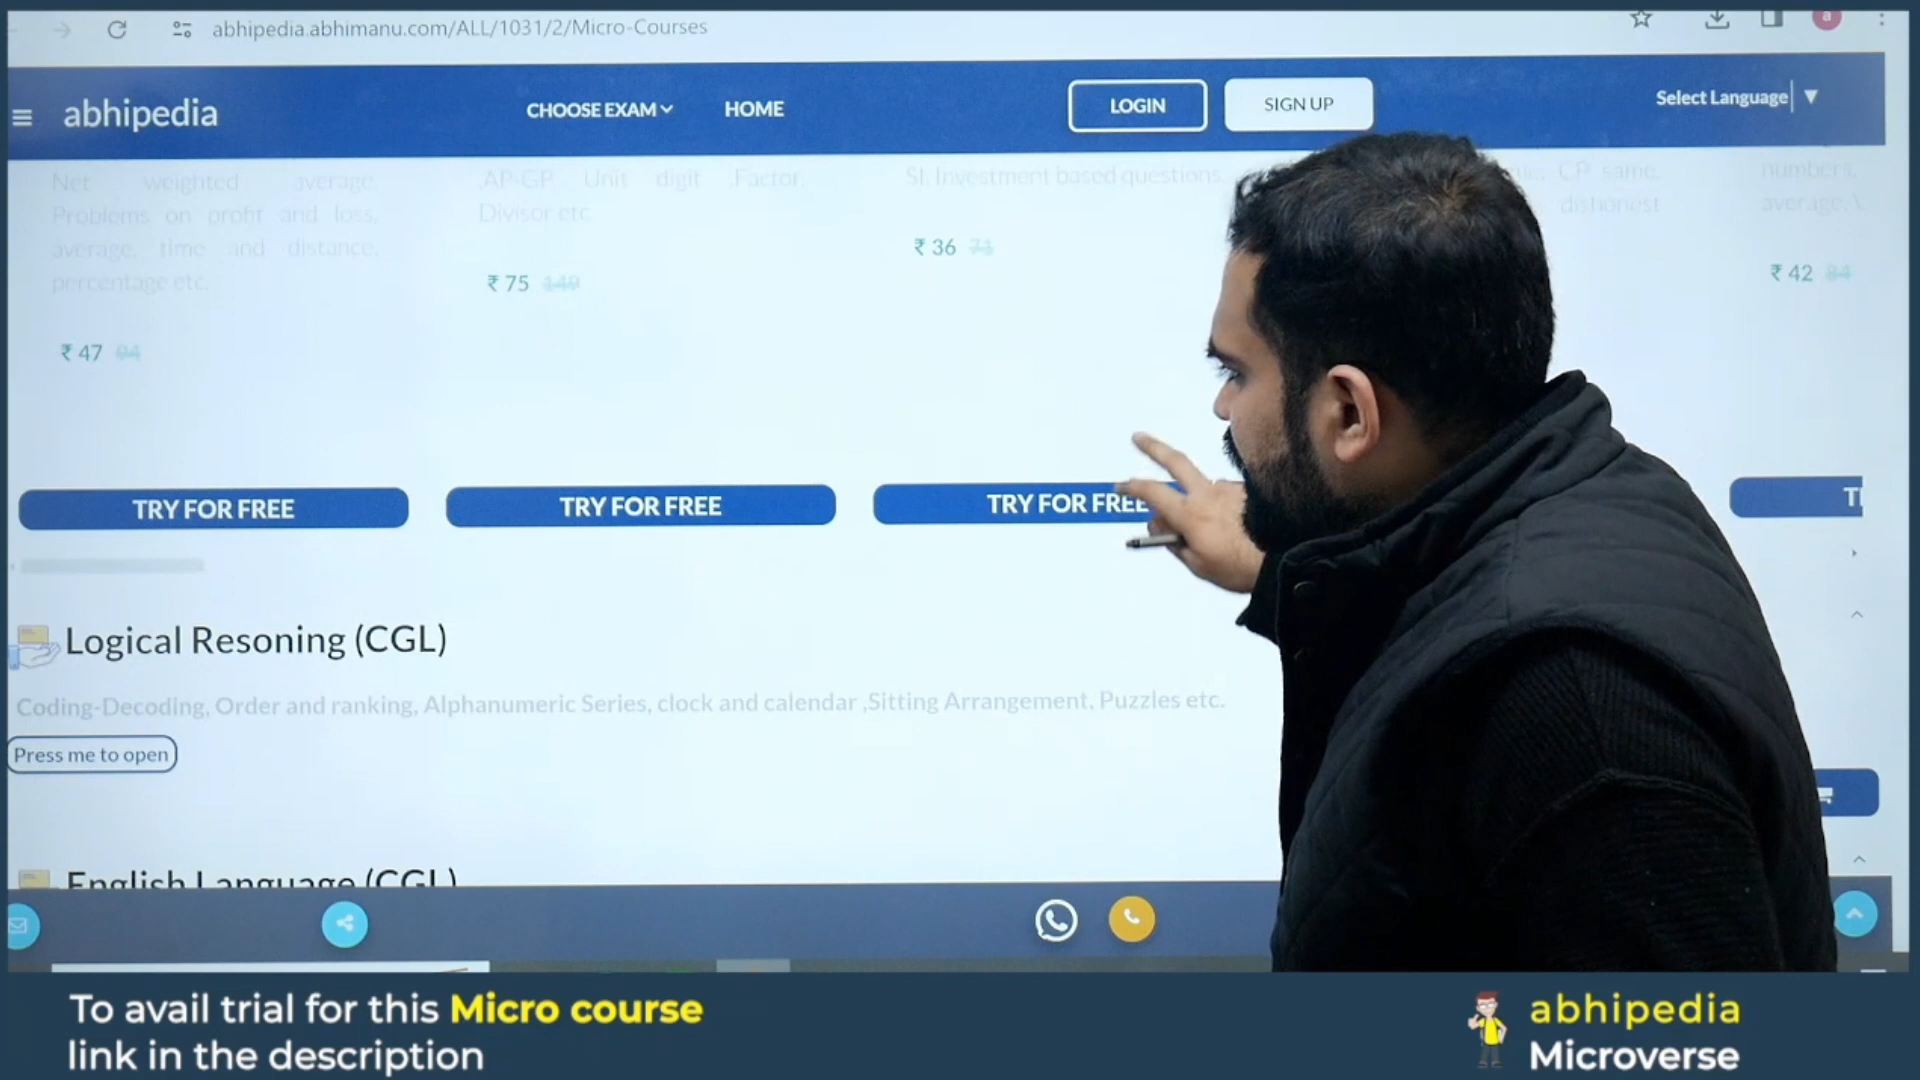 abhipedia.abhimanu.com/ALL/1031/2/Micro-Courses
a
abhipedia
CHOOSE EXAM
HOME
LOGIN
SIGN UP
Select Language
Net weighted average.
Problems on profit and loss,
average, time and distance,
percentage etc.
₹ 47 94
AP-GP, Unit digit ,Factor,
Divisor etc.
₹ 75 149
SI, Investment based questions.
₹ 36 71
CP same,
dishonest
numbers,
average,
₹ 42 84
TRY FOR FREE
TRY FOR FREE
TRY FOR FREE
Logical Resoning (CGL)
Coding-Decoding, Order and ranking, Alphanumeric Series, clock and calendar ,Sitting Arrangement, Puzzles etc.
Press me to open
English Language (CGL)
To avail trial for this Micro course
link in the description
abhipedia
Microverse